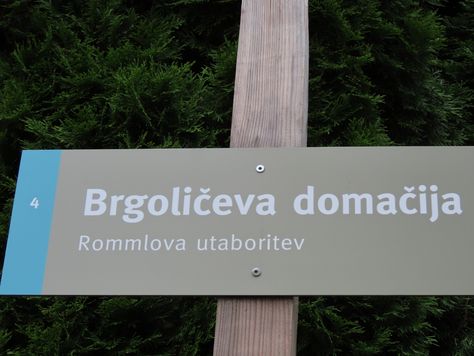 4
Brgoličeva domačija
Rommlova utaboritev